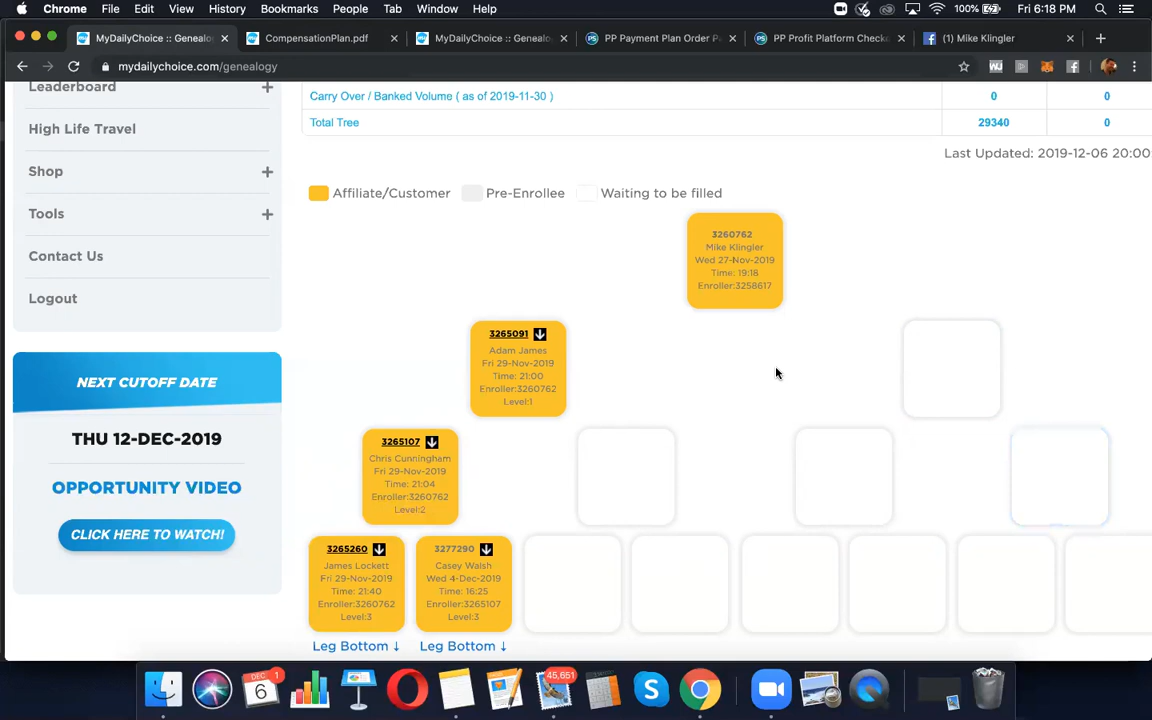 Chrome File Edit View History Bookmarks People Tab Window Help 100% Fri 6:18 PM
MyDailyChoice :: Genealo CompensationPlan.pdf MyDailyChoice :: Genealo PP Payment Plan Order Pa PP Profit Platform Checke (1) Mike Klingler
mydailychoice.com/genealogy
Leaderboard
High Life Travel
Shop
Tools
Contact Us
Logout
NEXT CUTOFF DATE
THU 12-DEC-2019
OPPORTUNITY VIDEO
CLICK HERE TO WATCH!
Carry Over / Banked Volume ( as of 2019-11-30 ) 0 0
Total Tree 29340 0
Last Updated: 2019-12-06 20:00
Affiliate/Customer Pre-Enrollee Waiting to be filled
3260762
Mike Klingler
Wed 27-Nov-2019
Time: 19:18
Enroller:3258617
3265091
Adam James
Fri 29-Nov-2019
Time: 21:00
Enroller:3260762
Level:1
3265107
Chris Cunningham
Fri 29-Nov-2019
Time: 21:04
Enroller:3260762
Level:2
3265260
James Lockett
Fri 29-Nov-2019
Time: 21:40
Enroller:3260762
Level:3
Leg Bottom ↓
3277290
Casey Walsh
Wed 4-Dec-2019
Time: 16:25
Enroller:3265107
Level:3
Leg Bottom ↓
DEC 1
6
45,651